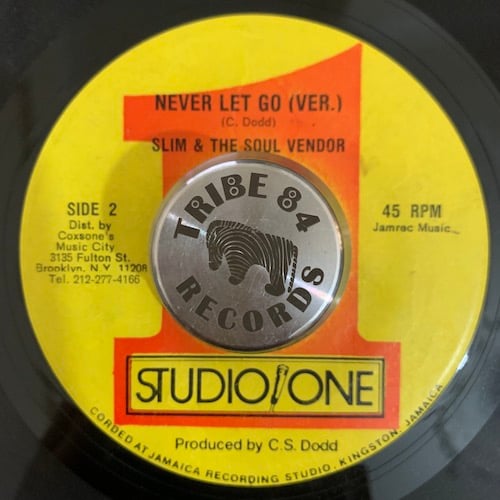 NEVER LET GO (VER.)
(C. Dodd)
SLIM & THE SOUL VENDOR
TRIBE 84
RECORDS
SIDE 2
Dist. by
Coxsone's
Music City
3135 Fulton St.
Brooklyn, N.Y. 11208
Tel. 212-277-4166
45 RPM
Jamrec Music
1
STUDIO ONE
Produced by C.S. Dodd
CORDED AT JAMAICA RECORDING STUDIO, KINGSTON, JAMAICA